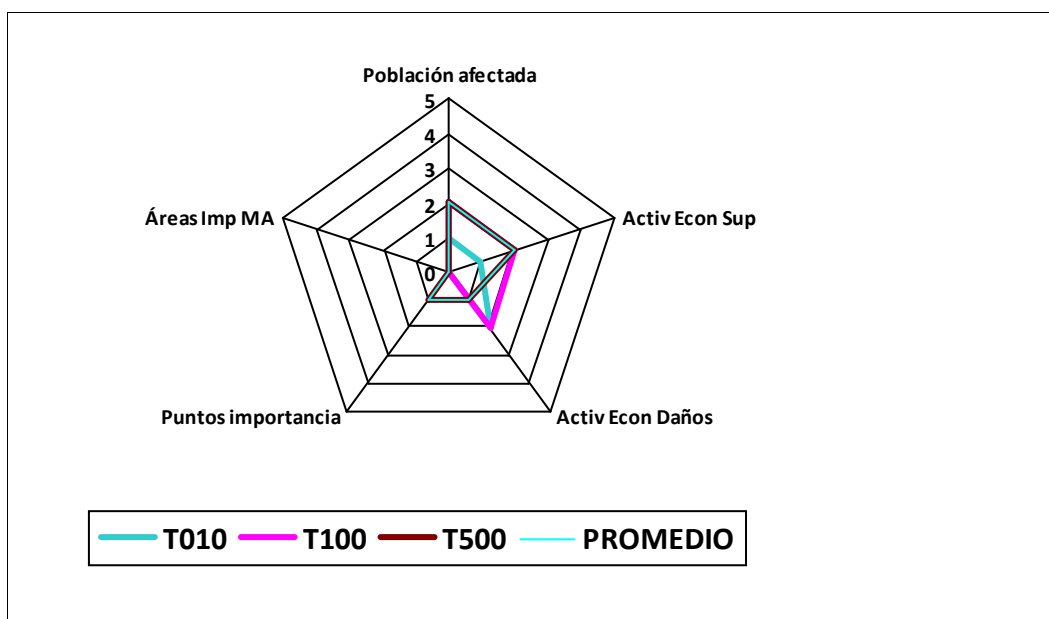 Población afectada
5
4
3
2
1
0
Áreas Imp MA
Activ Econ Sup
Puntos importancia
Activ Econ Daños
T010 T100 T500 PROMEDIO